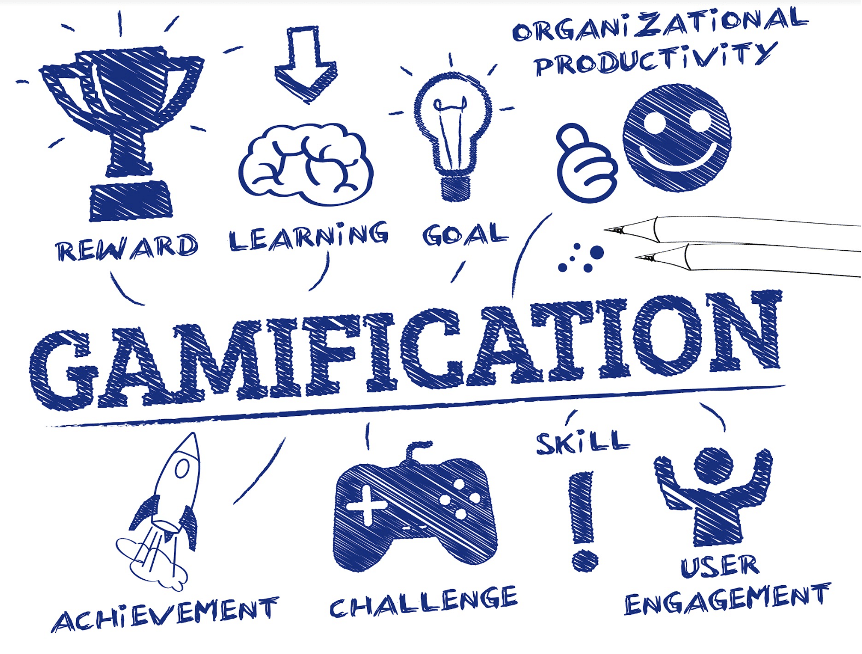 ORGANiZATIONAL
PRODUCTiViTY
REWARD
LEARNiNG
GOAL
GAMIFICATION
SKiLL
ACHiEVEMENT
CHALLENGE
USER
ENGAGEMENT